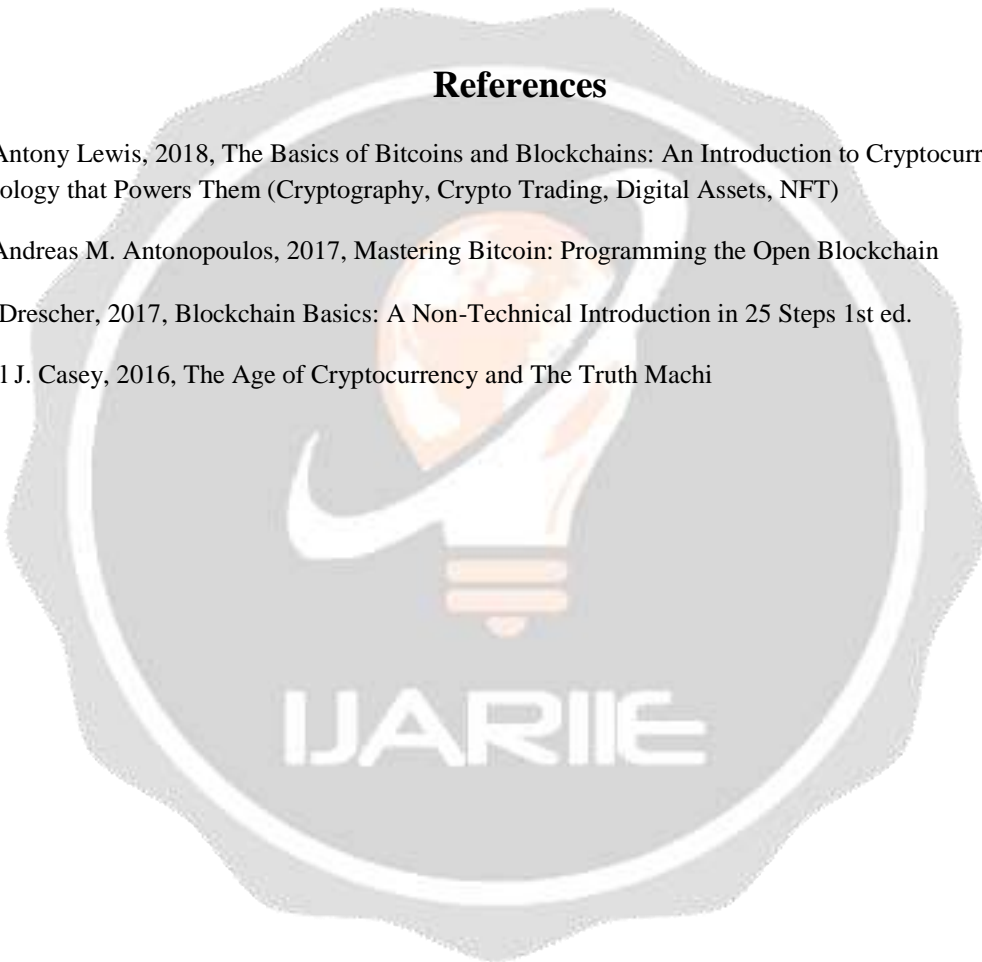 References
Antony Lewis, 2018, The Basics of Bitcoins and Blockchains: An Introduction to Cryptocurr
ology that Powers Them (Cryptography, Crypto Trading, Digital Assets, NFT)
Andreas M. Antonopoulos, 2017, Mastering Bitcoin: Programming the Open Blockchain
Drescher, 2017, Blockchain Basics: A Non-Technical Introduction in 25 Steps 1st ed.
l J. Casey, 2016, The Age of Cryptocurrency and The Truth Machi
IJARIIE